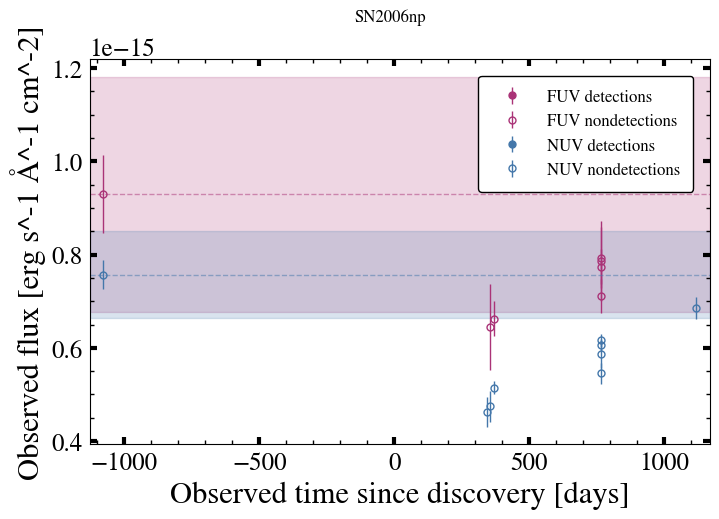 SN2006np
1e−15
1.2
1.0
0.8
0.6
0.4
Observed flux [erg s^-1 Å^-1 cm^-2]
FUV detections
FUV nondetections
NUV detections
NUV nondetections
−1000 −500 0 500 1000
Observed time since discovery [days]